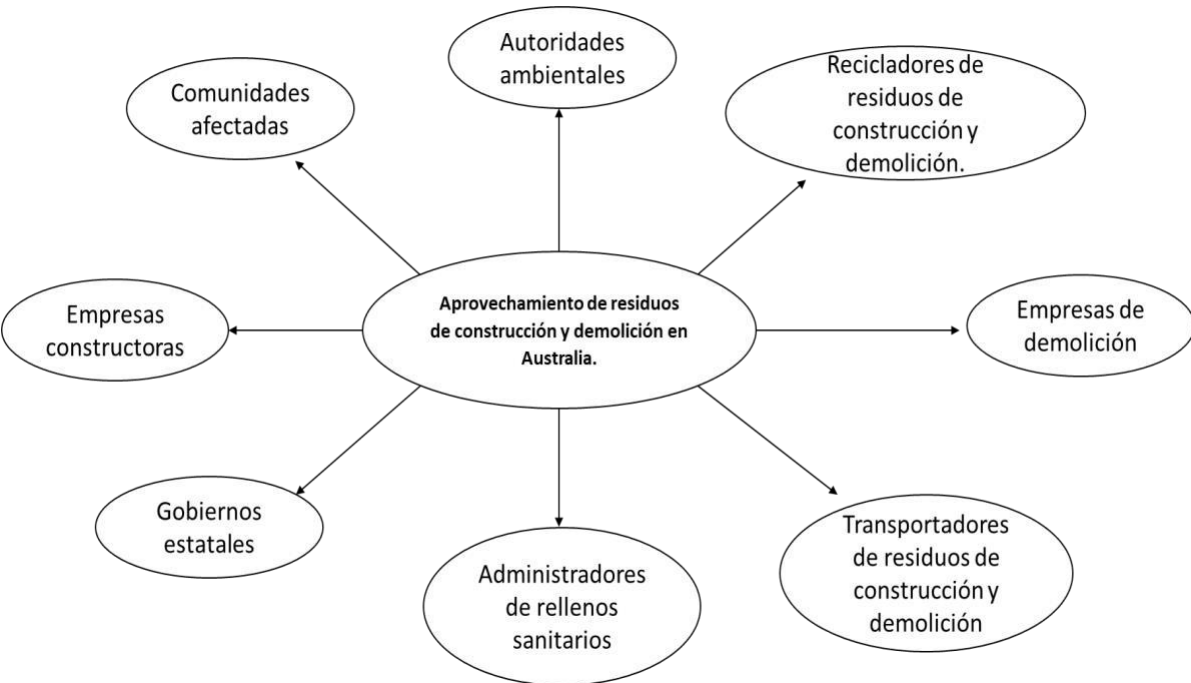 Autoridades
ambientales
Recicladores de
residuos de
construcción y
demolición.
Comunidades
afectadas
Aprovechamiento de residuos
de construcción y demolición en
Australia.
Empresas
constructoras
Empresas de
demolición
Gobiernos
estatales
Administradores
de rellenos
sanitarios
Transportadores
de residuos de
construcción y
demolición